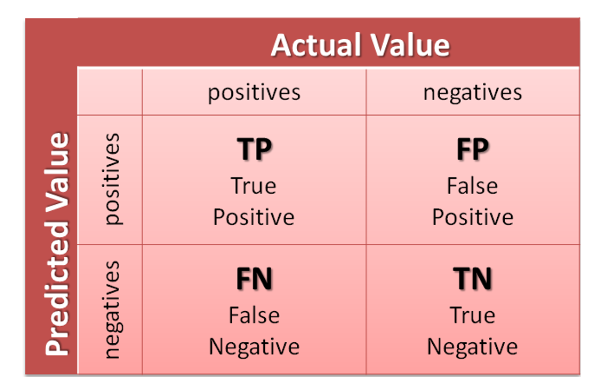 Actual Value
Predicted Value
positives negatives
positives
TP FP
True False
Positive Positive
negatives
FN TN
False True
Negative Negative